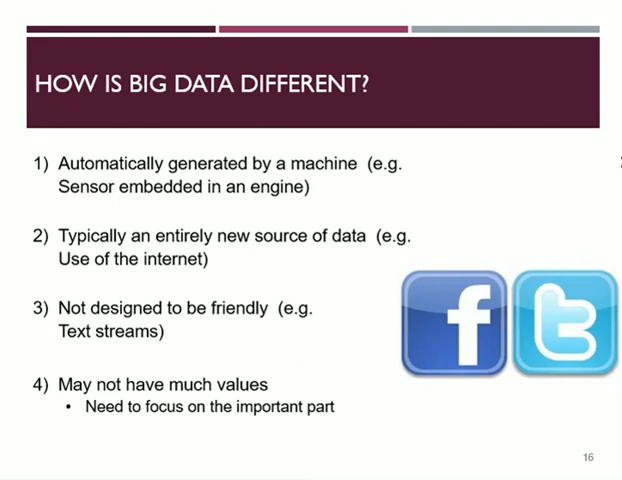 HOW IS BIG DATA DIFFERENT?
1) Automatically generated by a machine (e.g.
Sensor embedded in an engine)
2) Typically an entirely new source of data (e.g.
Use of the internet)
3) Not designed to be friendly (e.g.
Text streams)
f t
4) May not have much values
• Need to focus on the important part
16